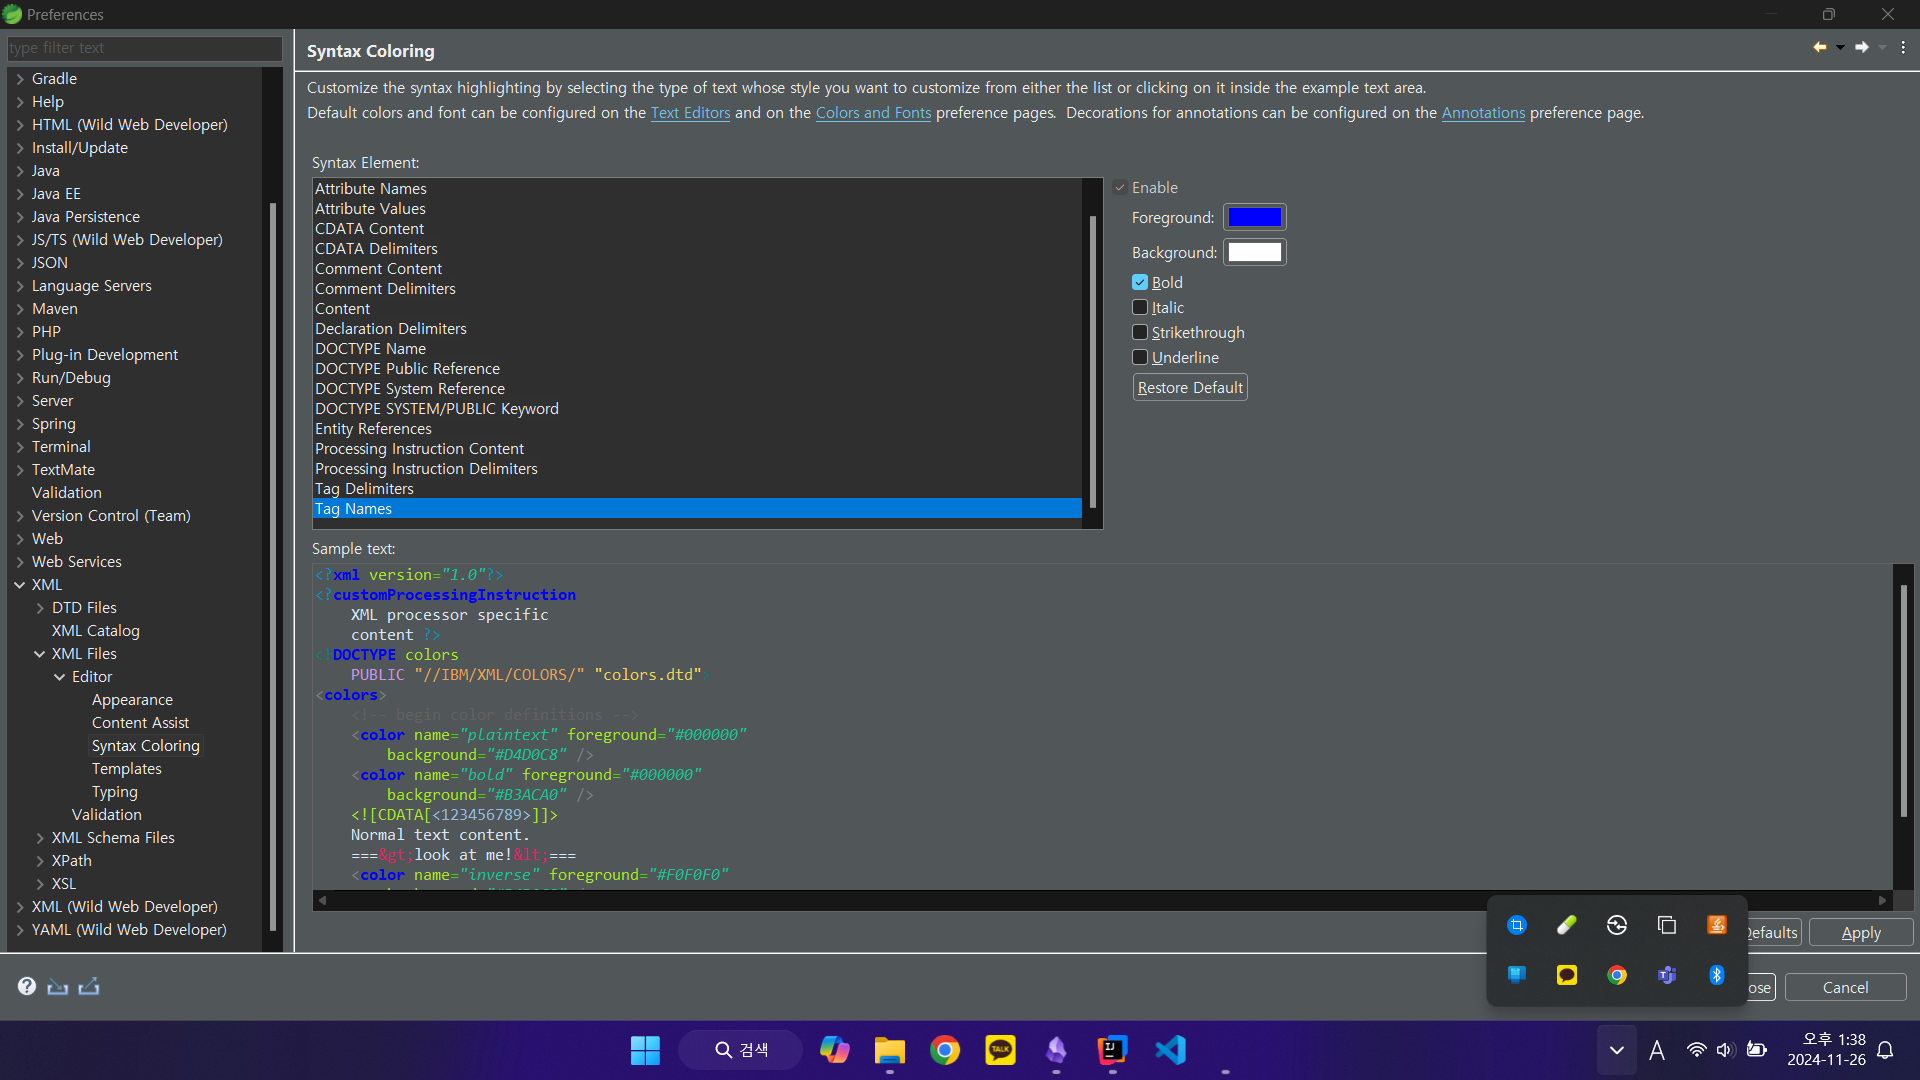 Preferences
type filter text
Gradle
Help
HTML (Wild Web Developer)
Install/Update
Java
Java EE
Java Persistence
JS/TS (Wild Web Developer)
JSON
Language Servers
Maven
PHP
Plug-in Development
Run/Debug
Server
Spring
Terminal
TextMate
Validation
Version Control (Team)
Web
Web Services
XML
DTD Files
XML Catalog
XML Files
Editor
Appearance
Content Assist
Syntax Coloring
Templates
Typing
Validation
XML Schema Files
XPath
XSL
XML (Wild Web Developer)
YAML (Wild Web Developer)
Syntax Coloring
Customize the syntax highlighting by selecting the type of text whose style you want to customize from either the list or clicking on it inside the example text area.
Default colors and font can be configured on the Text Editors and on the Colors and Fonts preference pages.  Decorations for annotations can be configured on the Annotations preference page.
Syntax Element:
Attribute Names
Attribute Values
CDATA Content
CDATA Delimiters
Comment Content
Comment Delimiters
Content
Declaration Delimiters
DOCTYPE Name
DOCTYPE Public Reference
DOCTYPE System Reference
DOCTYPE SYSTEM/PUBLIC Keyword
Entity References
Processing Instruction Content
Processing Instruction Delimiters
Tag Delimiters
Tag Names
Enable
Foreground:
Background:
Bold
Italic
Strikethrough
Underline
Restore Default
Sample text:
<?xml version="1.0"?>
<?customProcessingInstruction
XML processor specific
content ?>
<!DOCTYPE colors
PUBLIC "//IBM/XML/COLORS/" "colors.dtd">
<colors>
<!-- begin color definitions -->
<color name="plaintext" foreground="#000000"
background="#D4D0C8" />
<color name="bold" foreground="#000000"
background="#B3ACA0" />
<![CDATA[<123456789>]]>
Normal text content.
===&gt;look at me!&lt;===
<color name="inverse" foreground="#F0F0F0"
Defaults
Apply
ose
Cancel
검색
TALK
A
오후 1:38
2024-11-26